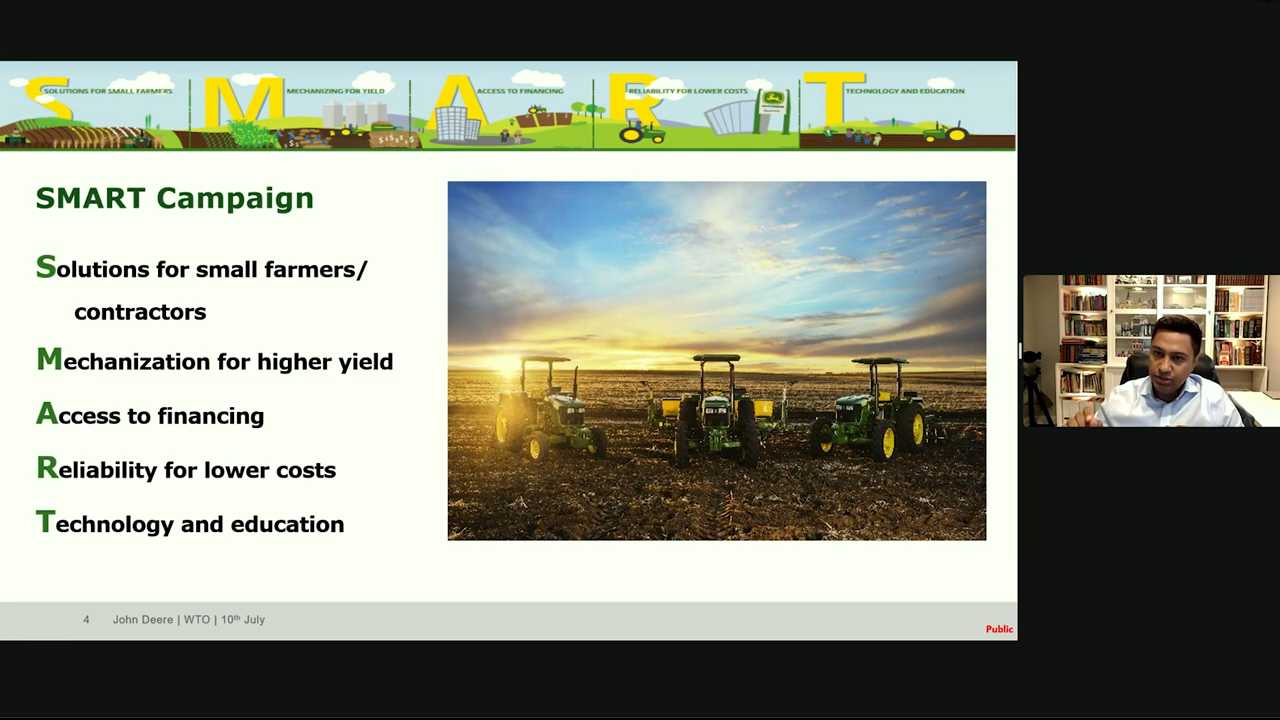 S M A R T
SOLUTIONS FOR SMALL FARMERS
MECHANIZING FOR YIELD
ACCESS TO FINANCING
RELIABILITY FOR LOWER COSTS
TECHNOLOGY AND EDUCATION
SMART Campaign
Solutions for small farmers/
contractors
Mechanization for higher yield
Access to financing
Reliability for lower costs
Technology and education
4 John Deere | WTO | 10th July
Public